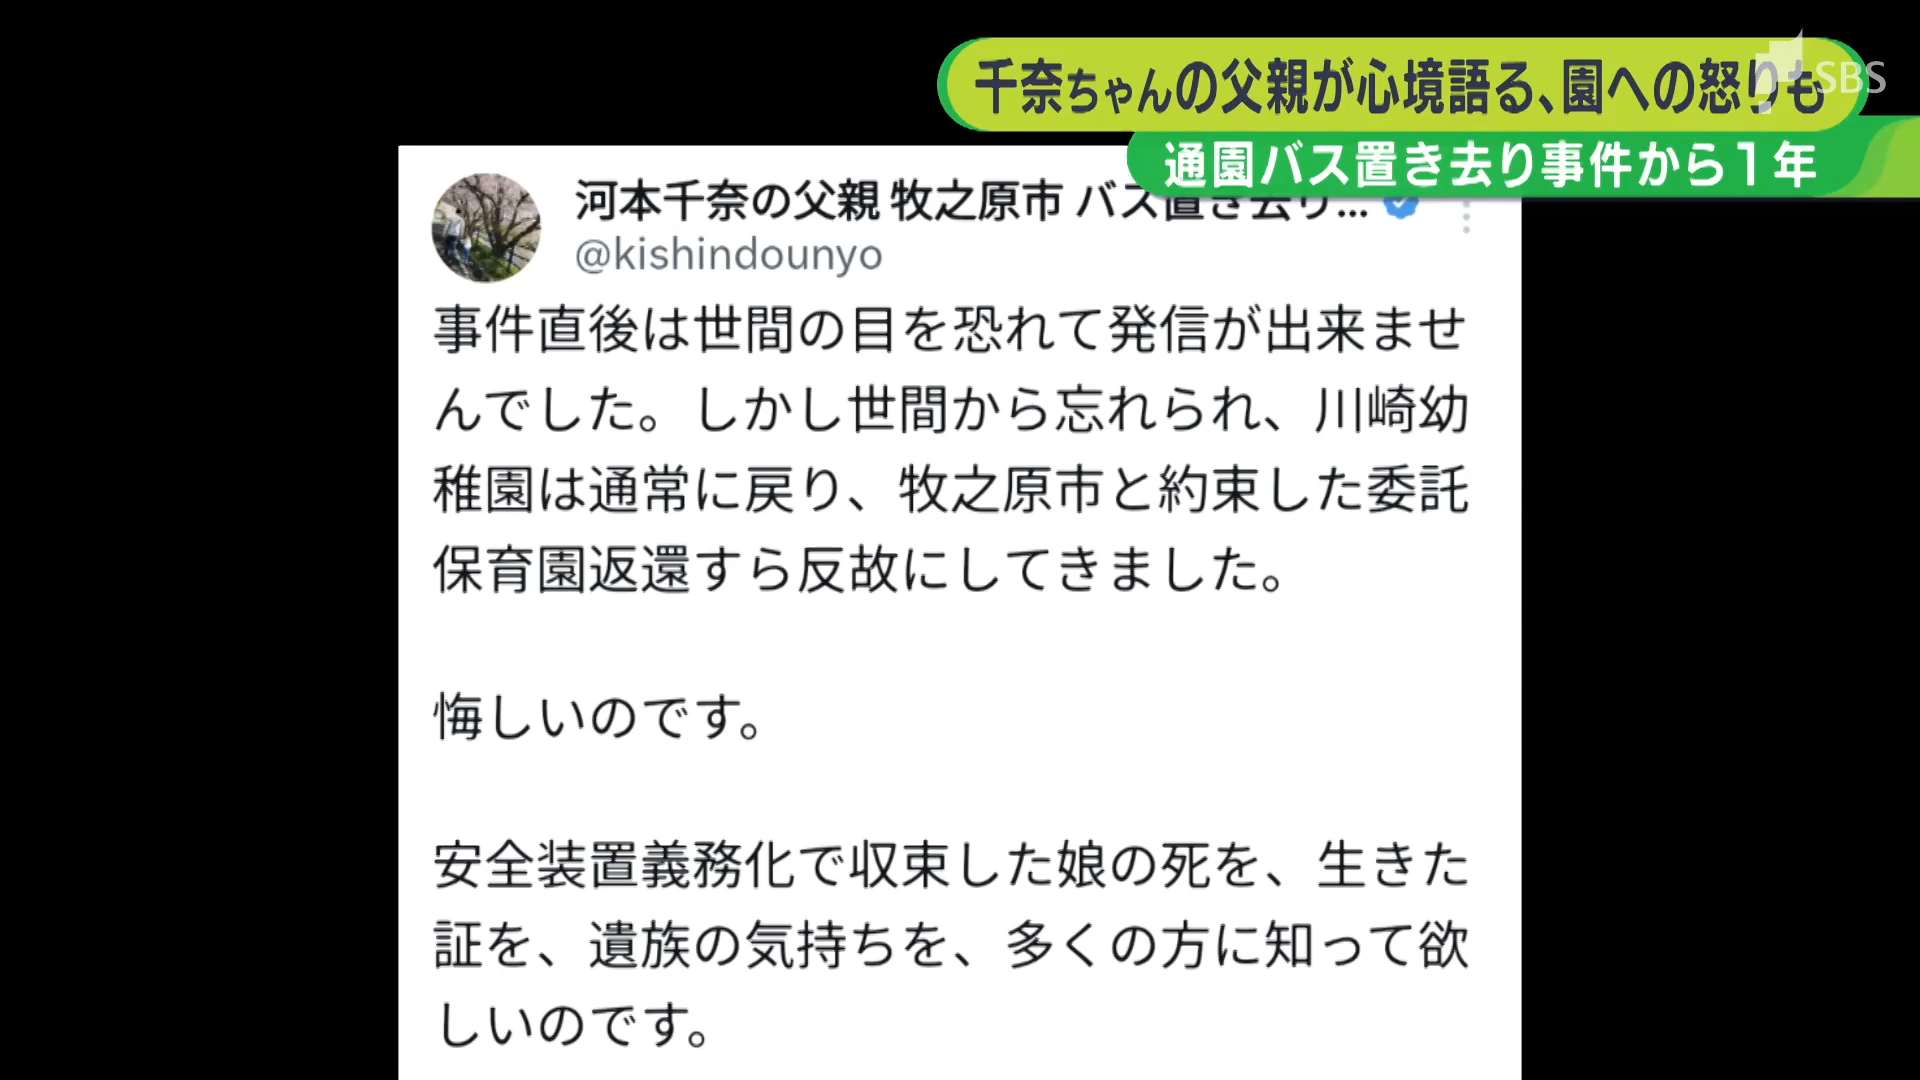 千奈ちゃんの父親が心境語る、園への怒りも
SBS
通園バス置き去り事件から1年
河本千奈の父親 牧之原市 バス置き去り...
@kishindounyo
事件直後は世間の目を恐れて発信が出来ませ
んでした。しかし世間から忘れられ、川崎幼
稚園は通常に戻り、牧之原市と約束した委託
保育園返還すら反故にしてきました。
悔しいのです。
安全装置義務化で収束した娘の死を、生きた
証を、遺族の気持ちを、多くの方に知って欲
しいのです。